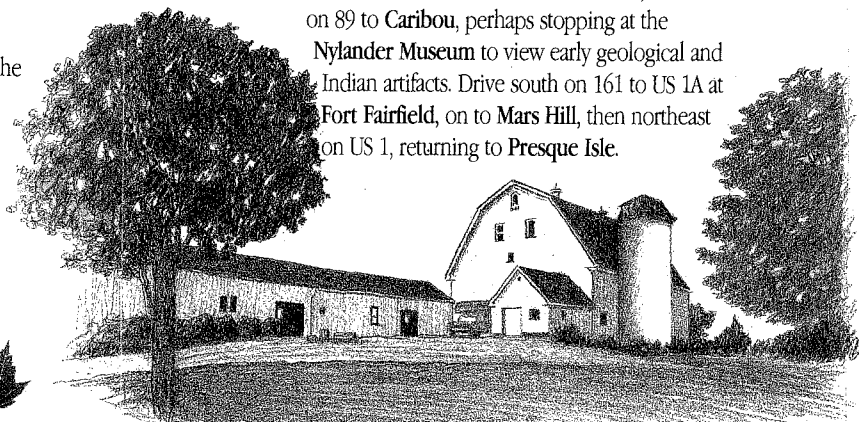 on 89 to Caribou, perhaps stopping at the
he
Nylander Museum to view early geological and
Indian artifacts. Drive south on 161 to US 1A at
Fort Fairfield, on to Mars Hill, then northeast
on US 1, returning to Presque Isle.